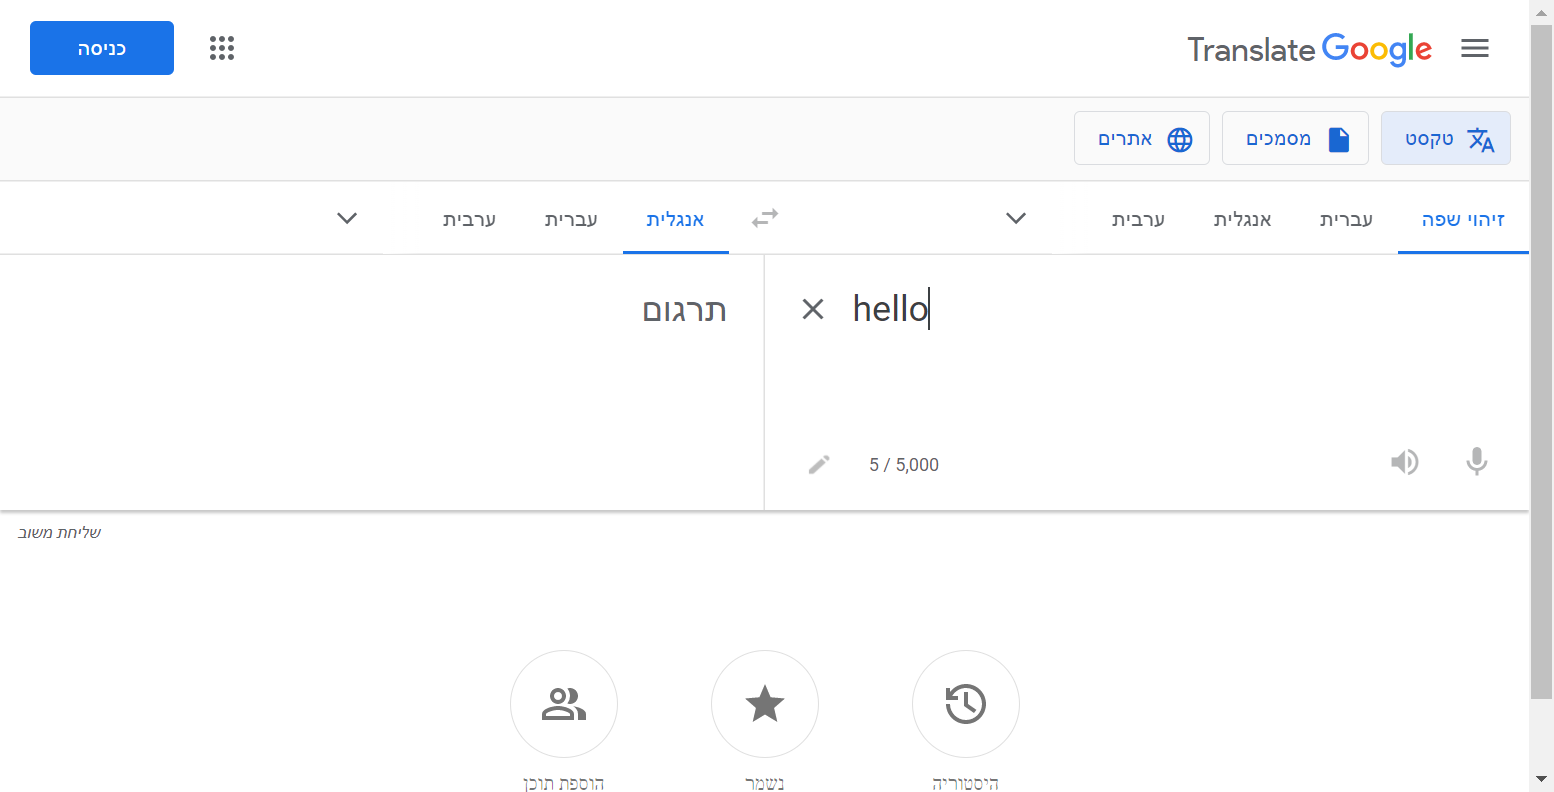 Translate Google
כניסה
טקסט
מסמכים
אתרים
זיהוי שפה
עברית
אנגלית
ערבית
אנגלית
עברית
ערבית
hello
תרגום
5 / 5,000
שליחת משוב
היסטוריה
נשמר
הוספת תוכן